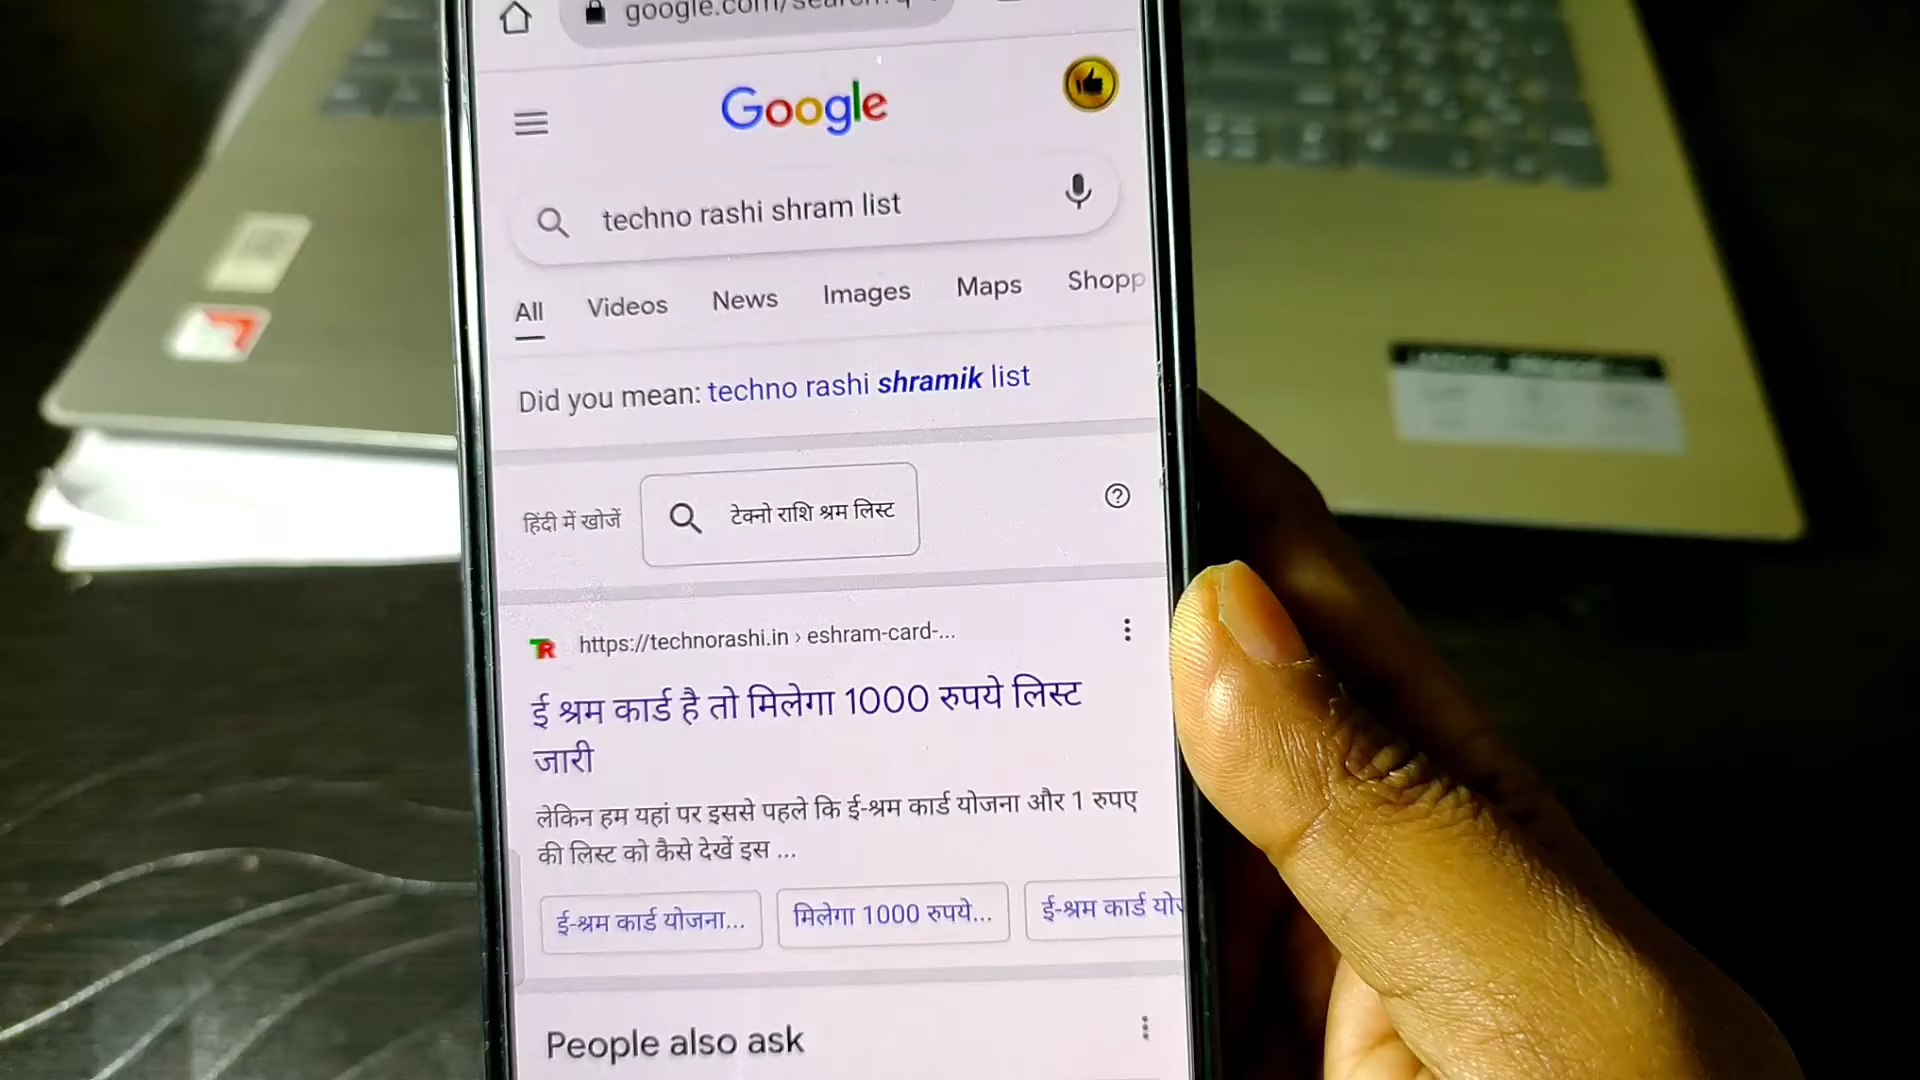 google.com/search?q
Google
techno rashi shram list
All Videos News Images Maps Shopp
Did you mean: techno rashi shramik list
हिंदी में खोजें टेक्नो राशि श्रम लिस्ट
TR https://technorashi.in › eshram-card-...
ई श्रम कार्ड है तो मिलेगा 1000 रुपये लिस्ट
जारी
लेकिन हम यहां पर इससे पहले कि ई-श्रम कार्ड योजना और 1 रुपए
की लिस्ट को कैसे देखें इस ...
ई-श्रम कार्ड योजना... मिलेगा 1000 रुपये... ई-श्रम कार्ड यो
People also ask